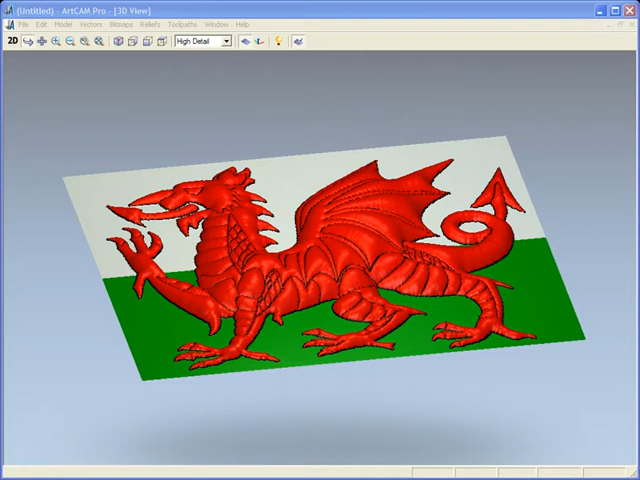 (Untitled) - ArtCAM Pro - [3D View]
File Edit Model Vectors Bitmaps Reliefs Toolpaths Window Help
2D High Detail